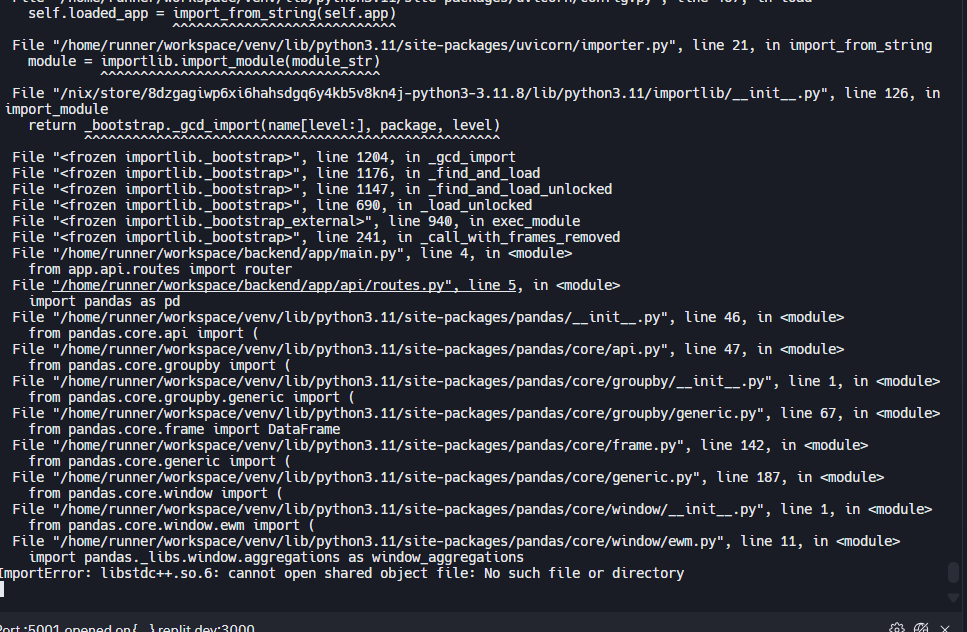 self.loaded_app = import_from_string(self.app)
^^^^^^^^^^^^^^^^^^^^^^^^^^^^
File "/home/runner/workspace/venv/lib/python3.11/site-packages/uvicorn/importer.py", line 21, in import_from_string
module = importlib.import_module(module_str)
^^^^^^^^^^^^^^^^^^^^^^^^^^^^^^^^^^^
File "/nix/store/8dzgagiwp6xi6hahsdgq6y4kb5v8kn4j-python3-3.11.8/lib/python3.11/importlib/__init__.py", line 126, in
import_module
return _bootstrap._gcd_import(name[level:], package, level)
^^^^^^^^^^^^^^^^^^^^^^^^^^^^^^^^^^^^^^^^^^^^^^^^^^^^
File "<frozen importlib._bootstrap>", line 1204, in _gcd_import
File "<frozen importlib._bootstrap>", line 1176, in _find_and_load
File "<frozen importlib._bootstrap>", line 1147, in _find_and_load_unlocked
File "<frozen importlib._bootstrap>", line 690, in _load_unlocked
File "<frozen importlib._bootstrap_external>", line 940, in exec_module
File "<frozen importlib._bootstrap>", line 241, in _call_with_frames_removed
File "/home/runner/workspace/backend/app/main.py", line 4, in <module>
from app.api.routes import router
File "/home/runner/workspace/backend/app/api/routes.py", line 5, in <module>
import pandas as pd
File "/home/runner/workspace/venv/lib/python3.11/site-packages/pandas/__init__.py", line 46, in <module>
from pandas.core.api import (
File "/home/runner/workspace/venv/lib/python3.11/site-packages/pandas/core/api.py", line 47, in <module>
from pandas.core.groupby import (
File "/home/runner/workspace/venv/lib/python3.11/site-packages/pandas/core/groupby/__init__.py", line 1, in <module>
from pandas.core.groupby.generic import (
File "/home/runner/workspace/venv/lib/python3.11/site-packages/pandas/core/groupby/generic.py", line 67, in <module>
from pandas.core.frame import DataFrame
File "/home/runner/workspace/venv/lib/python3.11/site-packages/pandas/core/frame.py", line 142, in <module>
from pandas.core.generic import (
File "/home/runner/workspace/venv/lib/python3.11/site-packages/pandas/core/generic.py", line 187, in <module>
from pandas.core.window import (
File "/home/runner/workspace/venv/lib/python3.11/site-packages/pandas/core/window/__init__.py", line 1, in <module>
from pandas.core.window.ewm import (
File "/home/runner/workspace/venv/lib/python3.11/site-packages/pandas/core/window/ewm.py", line 11, in <module>
import pandas._libs.window.aggregations as window_aggregations
ImportError: libstdc++.so.6: cannot open shared object file: No such file or directory
Port :5001 opened on {...}.replit.dev:3000